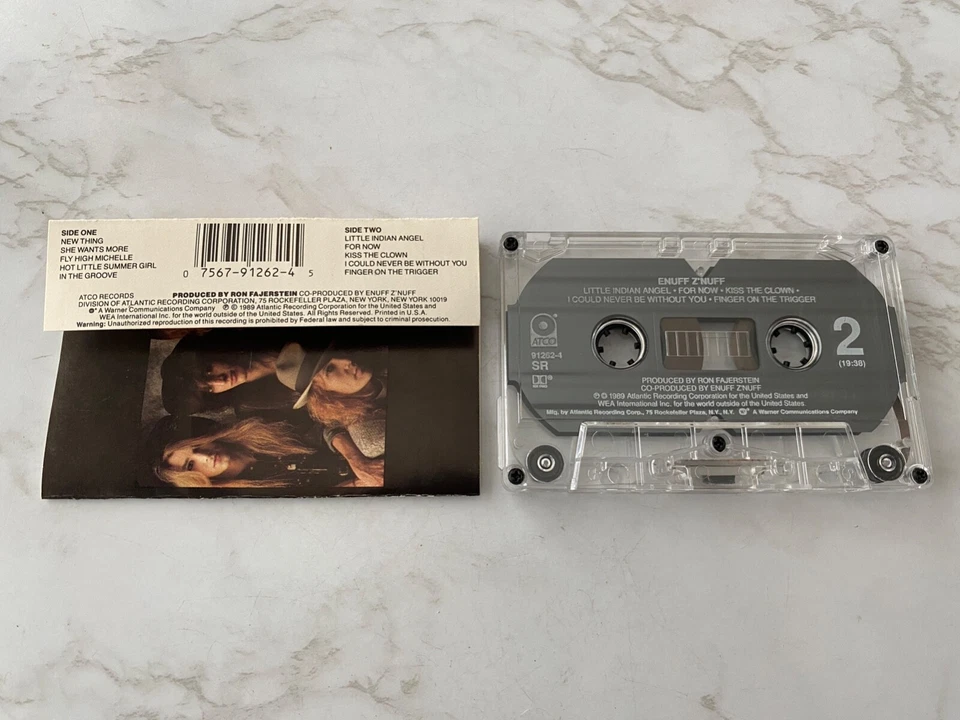 SIDE ONE
NEW THING
SHE WANTS MORE
FLY HIGH MICHELLE
HOT LITTLE SUMMER GIRL
IN THE GROOVE
0 7567-91262-4 5
SIDE TWO
LITTLE INDIAN ANGEL
FOR NOW
KISS THE CLOWN
I COULD NEVER BE WITHOUT YOU
FINGER ON THE TRIGGER
ATCO RECORDS PRODUCED BY RON FAJERSTEIN CO-PRODUCED BY ENUFF Z'NUFF
DIVISION OF ATLANTIC RECORDING CORPORATION, 75 ROCKEFELLER PLAZA, NEW YORK, NEW YORK 10019
A Warner Communications Company ℗ © 1989 Atlantic Recording Corporation for the United States and
WEA International Inc. for the world outside of the United States. All Rights Reserved. Printed in U.S.A.
Warning: Unauthorized reproduction of this recording is prohibited by Federal law and subject to criminal prosecution.
ENUFF Z'NUFF
LITTLE INDIAN ANGEL • FOR NOW • KISS THE CLOWN •
I COULD NEVER BE WITHOUT YOU • FINGER ON THE TRIGGER
ATCO
91262-4
SR
2
(19:38)
PRODUCED BY RON FAJERSTEIN
CO-PRODUCED BY ENUFF Z'NUFF
℗ © 1989 Atlantic Recording Corporation for the United States and
WEA International Inc. for the world outside of the United States.
Mfg. by Atlantic Recording Corp., 75 Rockefeller Plaza, N.Y., N.Y. A Warner Communications Company